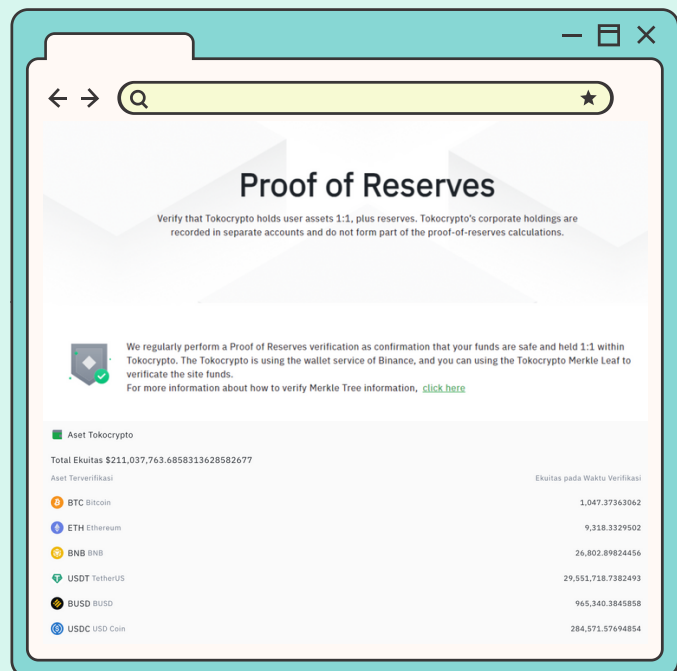 Proof of Reserves
Verify that Tokocrypto holds user assets 1:1, plus reserves. Tokocrypto's corporate holdings are
recorded in separate accounts and do not form part of the proof-of-reserves calculations.
We regularly perform a Proof of Reserves verification as confirmation that your funds are safe and held 1:1 within
Tokocrypto. The Tokocrypto is using the wallet service of Binance, and you can using the Tokocrypto Merkle Leaf to
verificate the site funds.
For more information about how to verify Merkle Tree information, click here
Aset Tokocrypto
Total Ekuitas $211,037,763.6858313628582677
Aset Terverifikasi Ekuitas pada Waktu Verifikasi
BTC Bitcoin 1,047.37363062
ETH Ethereum 9,318.3329502
BNB BNB 26,802.89824456
USDT TetherUS 29,551,718.7382493
BUSD BUSD 965,340.3845858
USDC USD Coin 284,571.57694854